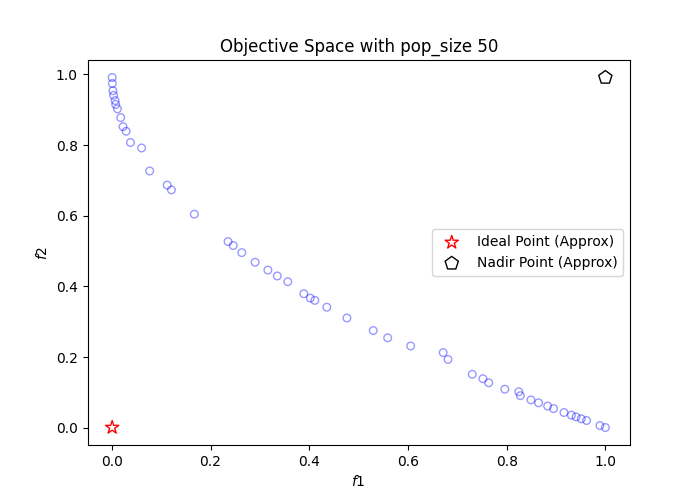 Objective Space with pop_size 50
1.0
0.8
0.6
0.4
0.2
0.0
f2
Ideal Point (Approx)
Nadir Point (Approx)
0.0 0.2 0.4 0.6 0.8 1.0
f1